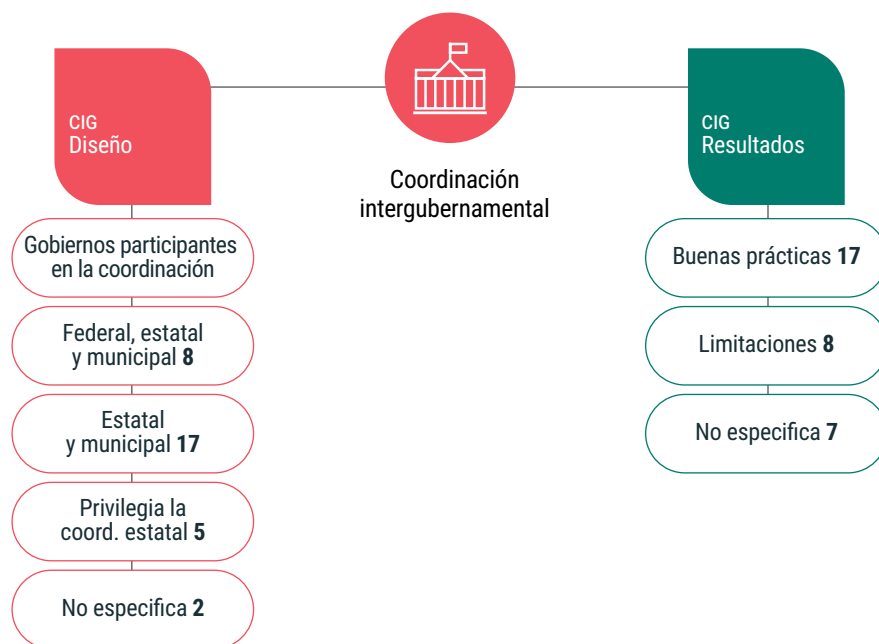 CIG
Diseño
Coordinación
intergubernamental
CIG
Resultados
Gobiernos participantes
en la coordinación
Federal, estatal
y municipal 8
Estatal
y municipal 17
Privilegia la
coord. estatal 5
No especifica 2
Buenas prácticas 17
Limitaciones 8
No especifica 7